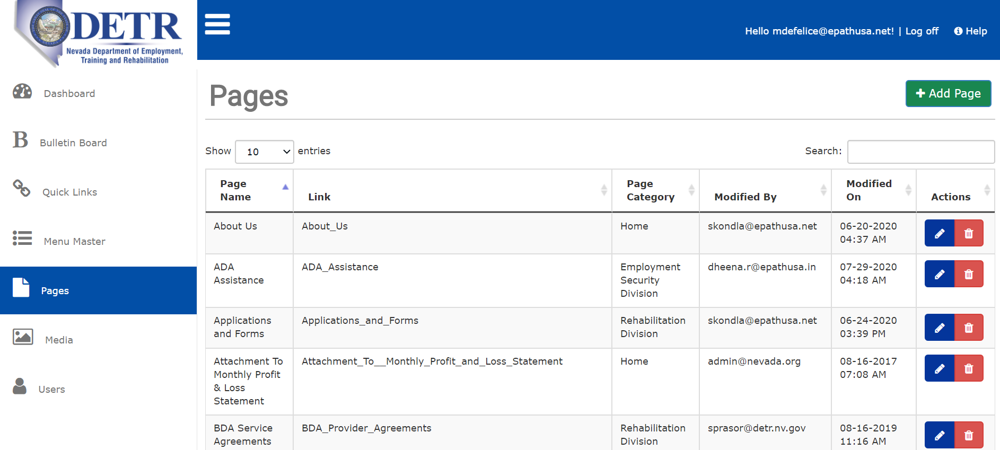 DETR
Nevada Department of Employment,
Training and Rehabilitation
Hello mdefelice@epathusa.net! | Log off Help
Dashboard
Bulletin Board
Quick Links
Menu Master
Pages
Media
Users
Pages
Add Page
Show 10 entries
Search:
Page
Name
Link
Page
Category
Modified By
Modified
On
Actions
About Us
About_Us
Home
skondla@epathusa.net
06-20-2020
04:37 AM
ADA
Assistance
ADA_Assistance
Employment
Security
Division
dheena.r@epathusa.in
07-29-2020
04:18 AM
Applications
and Forms
Applications_and_Forms
Rehabilitation
Division
skondla@epathusa.net
06-24-2020
03:39 PM
Attachment To
Monthly Profit
& Loss
Statement
Attachment_To__Monthly_Profit_and_Loss_Statement
Home
admin@nevada.org
08-16-2017
07:08 AM
BDA Service
Agreements
BDA_Provider_Agreements
Rehabilitation
Division
sprasor@detr.nv.gov
08-16-2019
11:16 AM